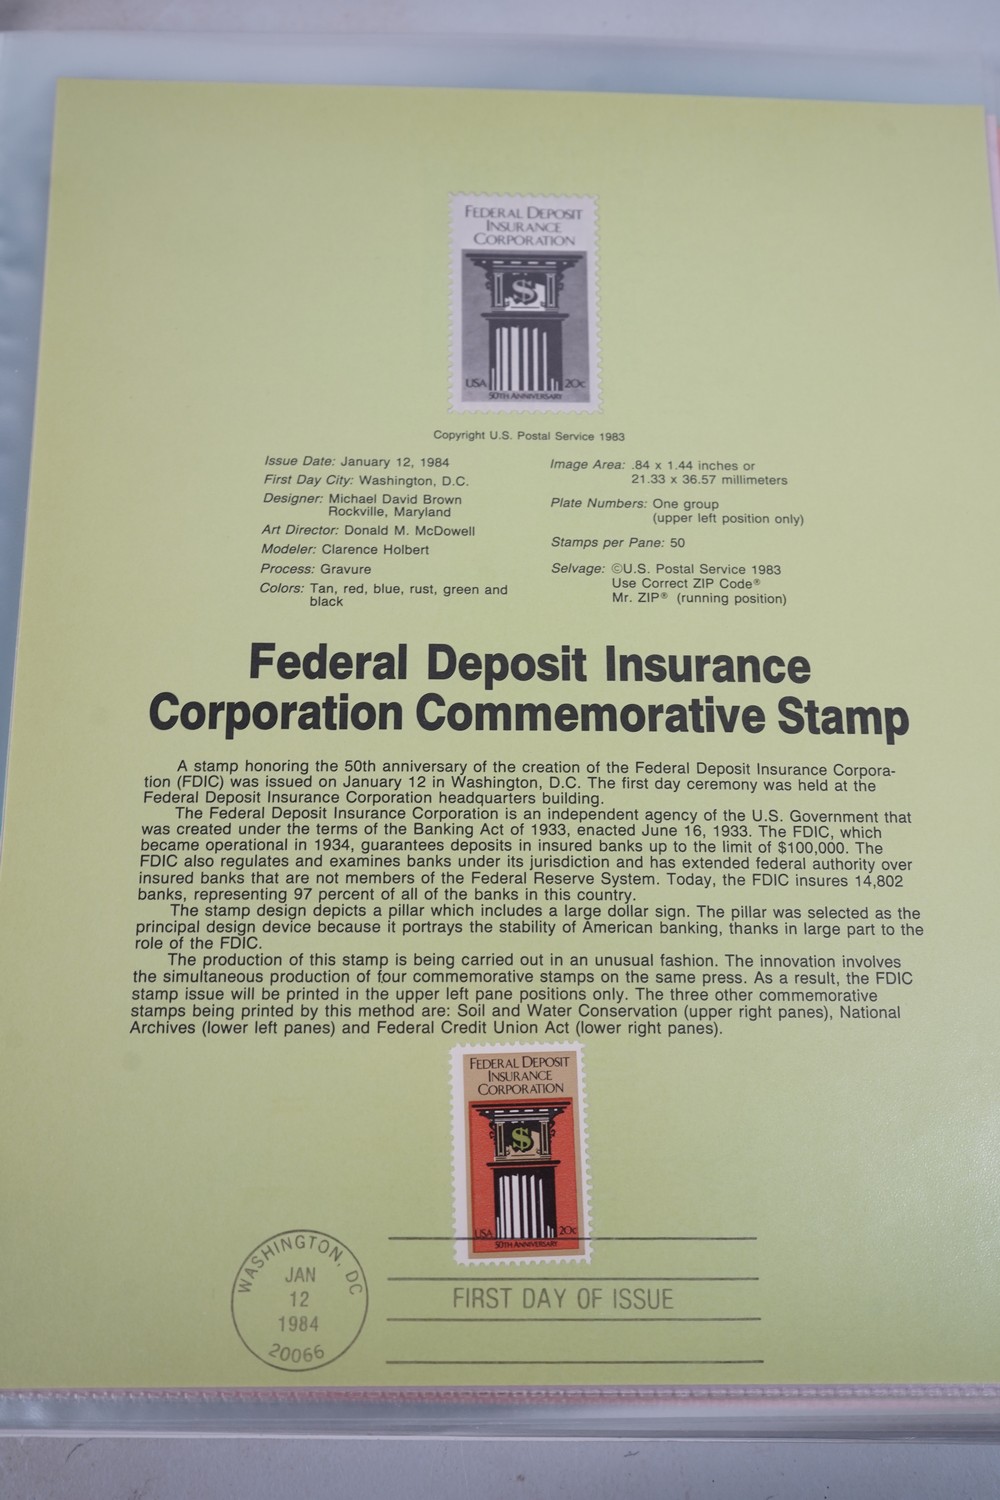 FEDERAL DEPOSIT
INSURANCE
CORPORATION
$
USA 20c
50TH ANNIVERSARY
Copyright U.S. Postal Service 1983
Issue Date: January 12, 1984
First Day City: Washington, D.C.
Designer: Michael David Brown
Rockville, Maryland
Art Director: Donald M. McDowell
Modeler: Clarence Holbert
Process: Gravure
Colors: Tan, red, blue, rust, green and
black
Image Area: .84 x 1.44 inches or
21.33 x 36.57 millimeters
Plate Numbers: One group
(upper left position only)
Stamps per Pane: 50
Selvage: ©U.S. Postal Service 1983
Use Correct ZIP Code®
Mr. ZIP® (running position)
Federal Deposit Insurance
Corporation Commemorative Stamp
A stamp honoring the 50th anniversary of the creation of the Federal Deposit Insurance Corpora-
tion (FDIC) was issued on January 12 in Washington, D.C. The first day ceremony was held at the
Federal Deposit Insurance Corporation headquarters building.
The Federal Deposit Insurance Corporation is an independent agency of the U.S. Government that
was created under the terms of the Banking Act of 1933, enacted June 16, 1933. The FDIC, which
became operational in 1934, guarantees deposits in insured banks up to the limit of $100,000. The
FDIC also regulates and examines banks under its jurisdiction and has extended federal authority over
insured banks that are not members of the Federal Reserve System. Today, the FDIC insures 14,802
banks, representing 97 percent of all of the banks in this country.
The stamp design depicts a pillar which includes a large dollar sign. The pillar was selected as the
principal design device because it portrays the stability of American banking, thanks in large part to the
role of the FDIC.
The production of this stamp is being carried out in an unusual fashion. The innovation involves
the simultaneous production of four commemorative stamps on the same press. As a result, the FDIC
stamp issue will be printed in the upper left pane positions only. The three other commemorative
stamps being printed by this method are: Soil and Water Conservation (upper right panes), National
Archives (lower left panes) and Federal Credit Union Act (lower right panes).
FEDERAL DEPOSIT
INSURANCE
CORPORATION
$
USA 20c
50TH ANNIVERSARY
WASHINGTON, DC
JAN
12
1984
20066
FIRST DAY OF ISSUE